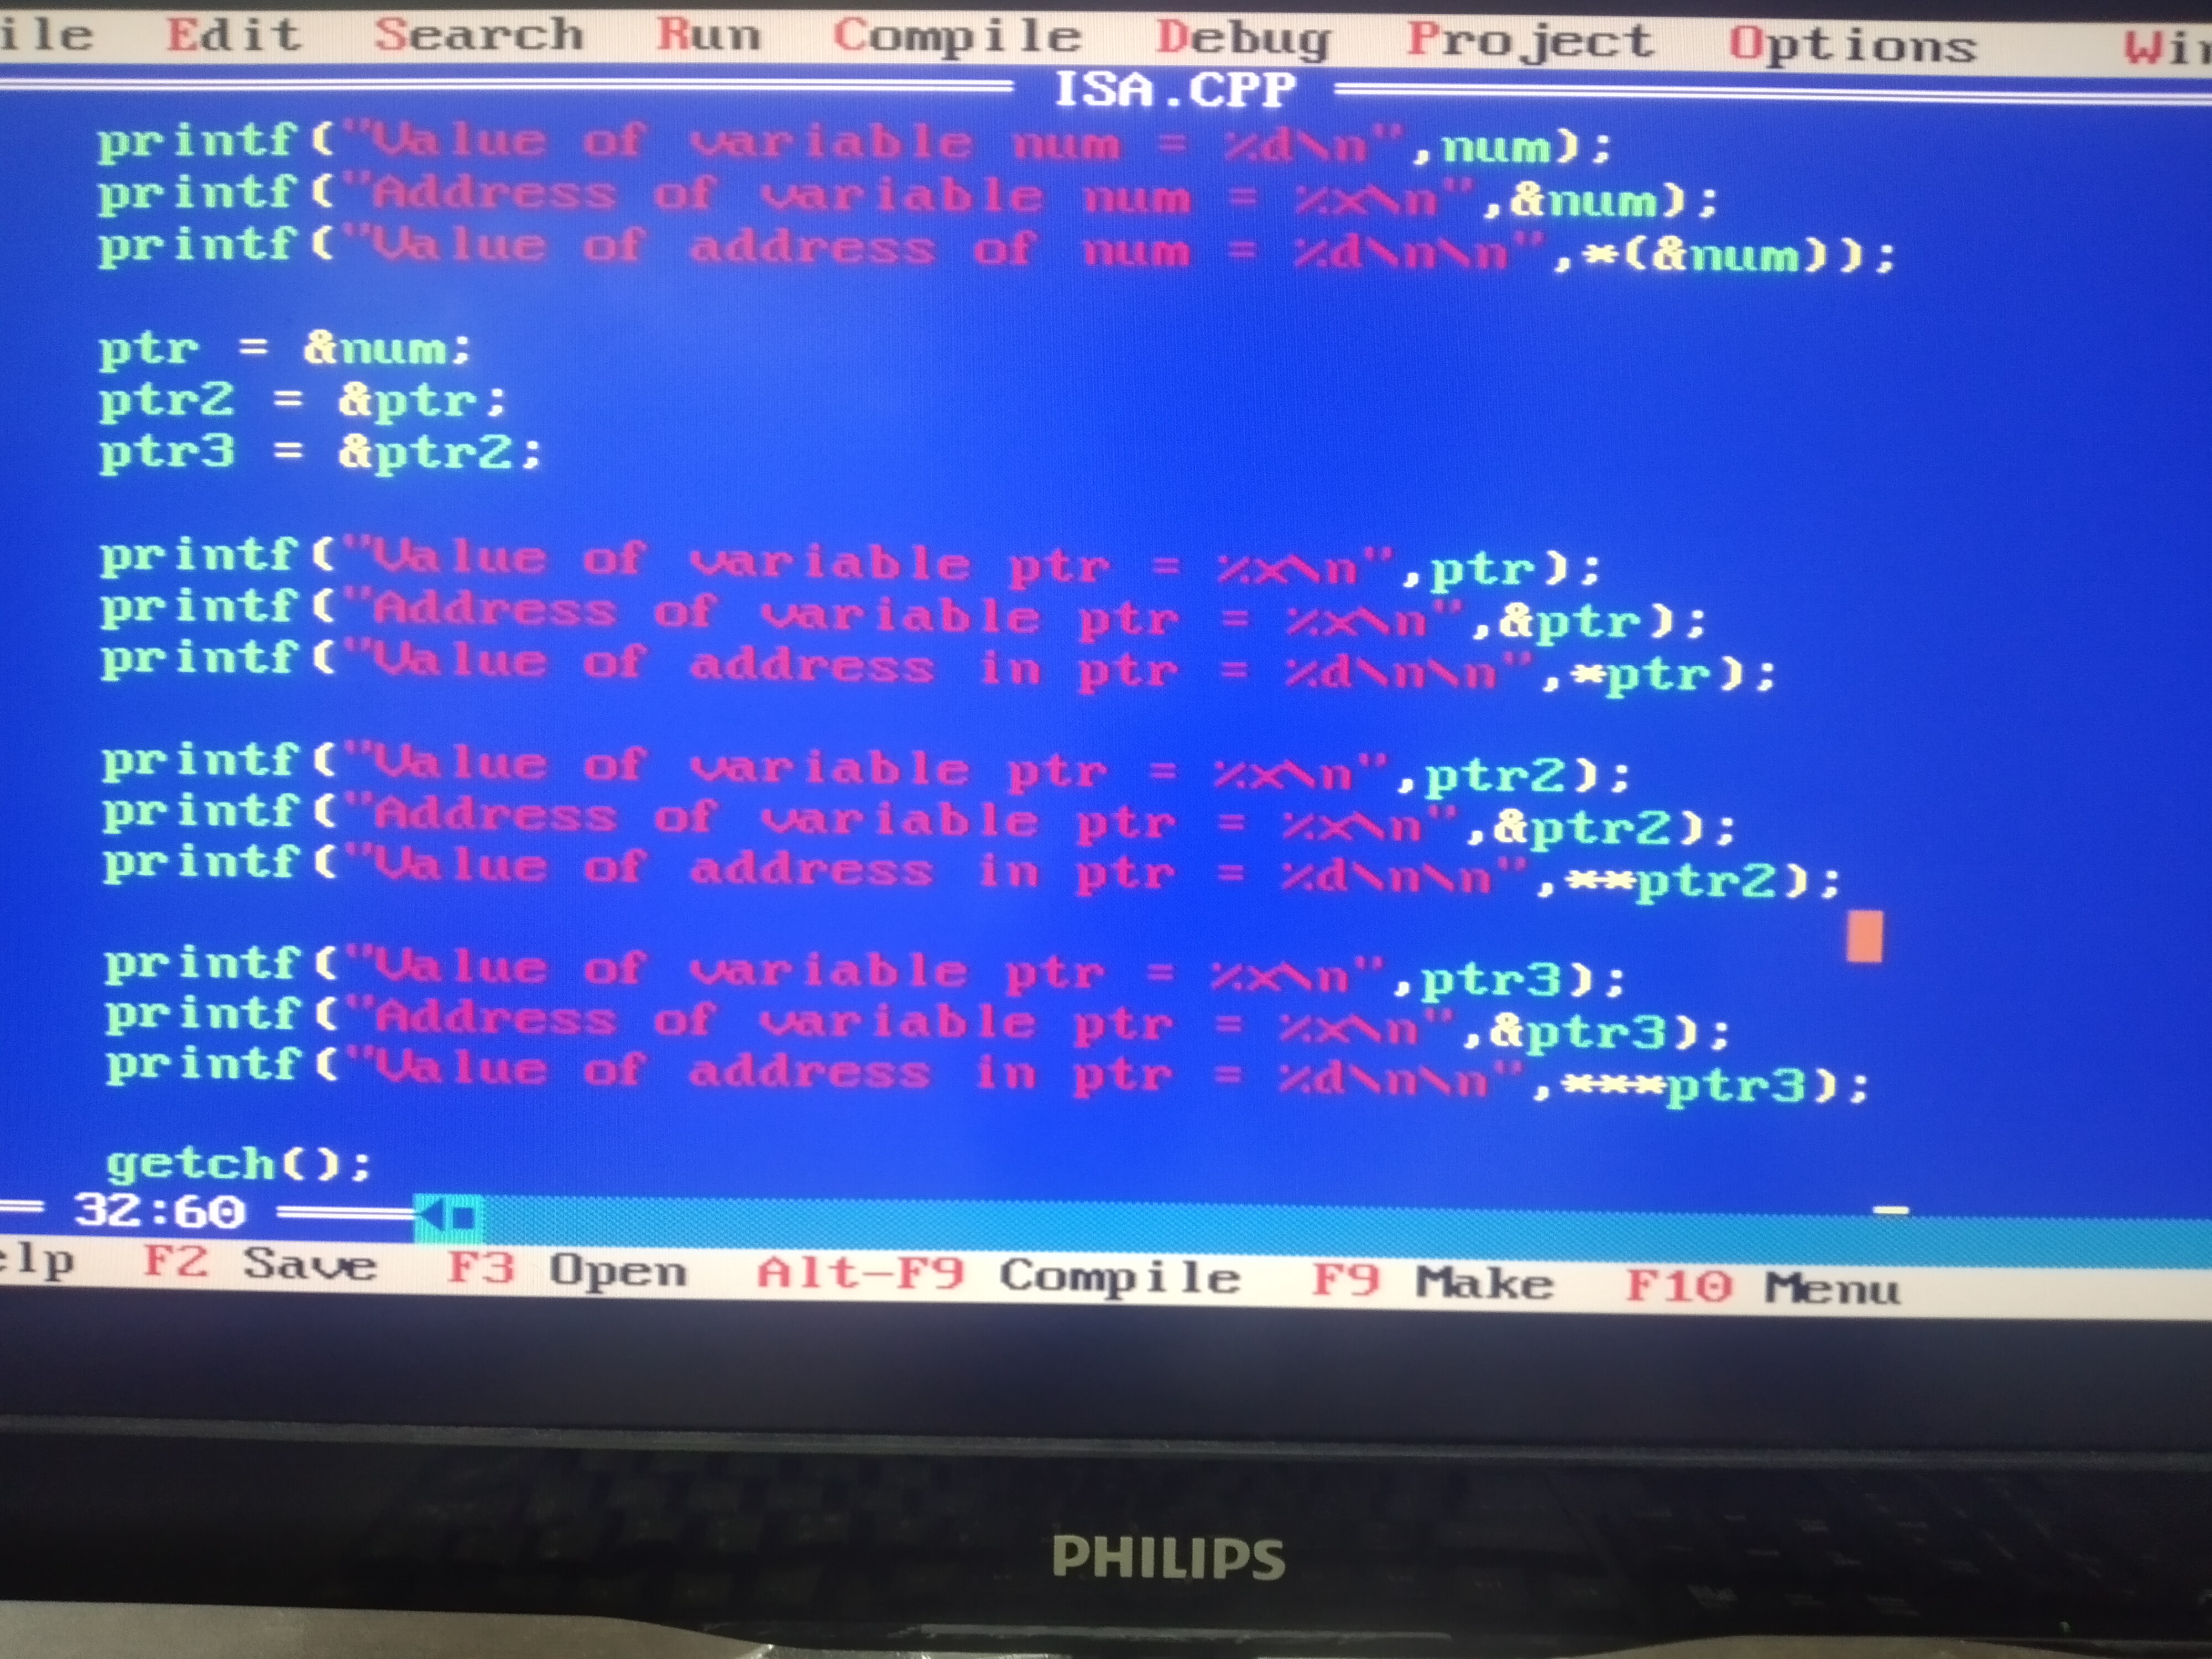 ile Edit Search Run Compile Debug Project Options Win
ISA.CPP
printf("Value of variable num = %d\n",num);
printf("Address of variable num = %x\n",&num);
printf("Value of address of num = %d\n\n",*(&num));
ptr = &num;
ptr2 = &ptr;
ptr3 = &ptr2;
printf("Value of variable ptr = %x\n",ptr);
printf("Address of variable ptr = %x\n",&ptr);
printf("Value of address in ptr = %d\n\n",*ptr);
printf("Value of variable ptr = %x\n",ptr2);
printf("Address of variable ptr = %x\n",&ptr2);
printf("Value of address in ptr = %d\n\n",**ptr2);
printf("Value of variable ptr = %x\n",ptr3);
printf("Address of variable ptr = %x\n",&ptr3);
printf("Value of address in ptr = %d\n\n",***ptr3);
getch();
32:60
elp F2 Save F3 Open Alt-F9 Compile F9 Make F10 Menu
PHILIPS